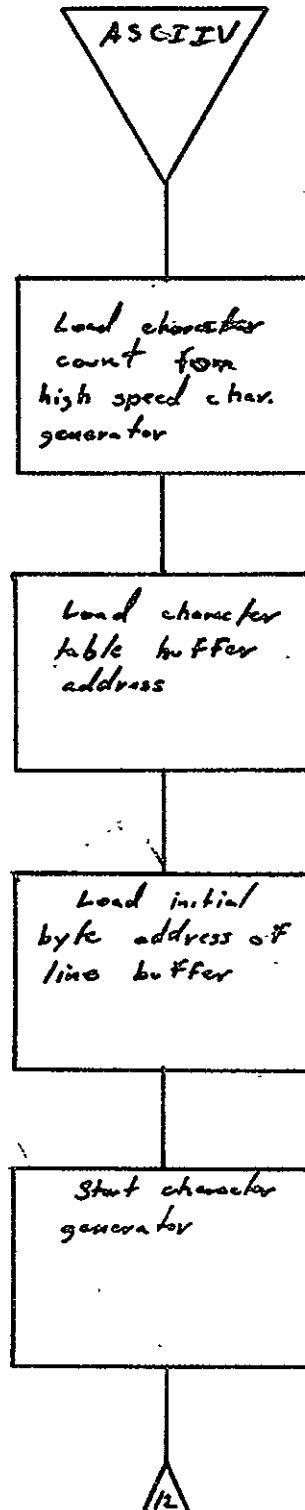 ASCIIV
Load character
count from
high speed char.
generator
Load character
table buffer
address
Load initial
byte address of
line buffer
Start character
generator
12